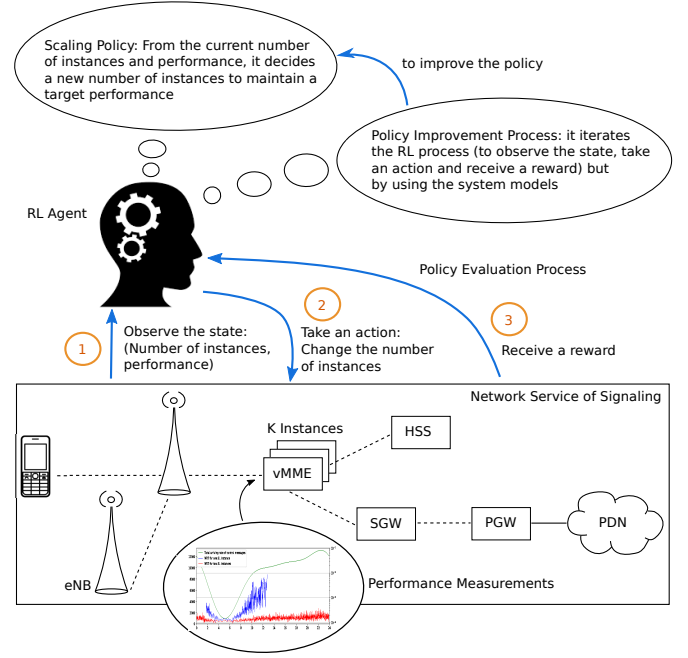 Scaling Policy: From the current number
of instances and performance, it decides
a new number of instances to maintain a
target performance
to improve the policy
Policy Improvement Process: it iterates
the RL process (to observe the state, take
an action and receive a reward) but
by using the system models
RL Agent
Policy Evaluation Process
1
Observe the state:
(Number of instances,
performance)
2
Take an action:
Change the number
of instances
3
Receive a reward
Network Service of Signaling
K Instances
HSS
vMME
SGW
PGW
PDN
eNB
Performance Measurements